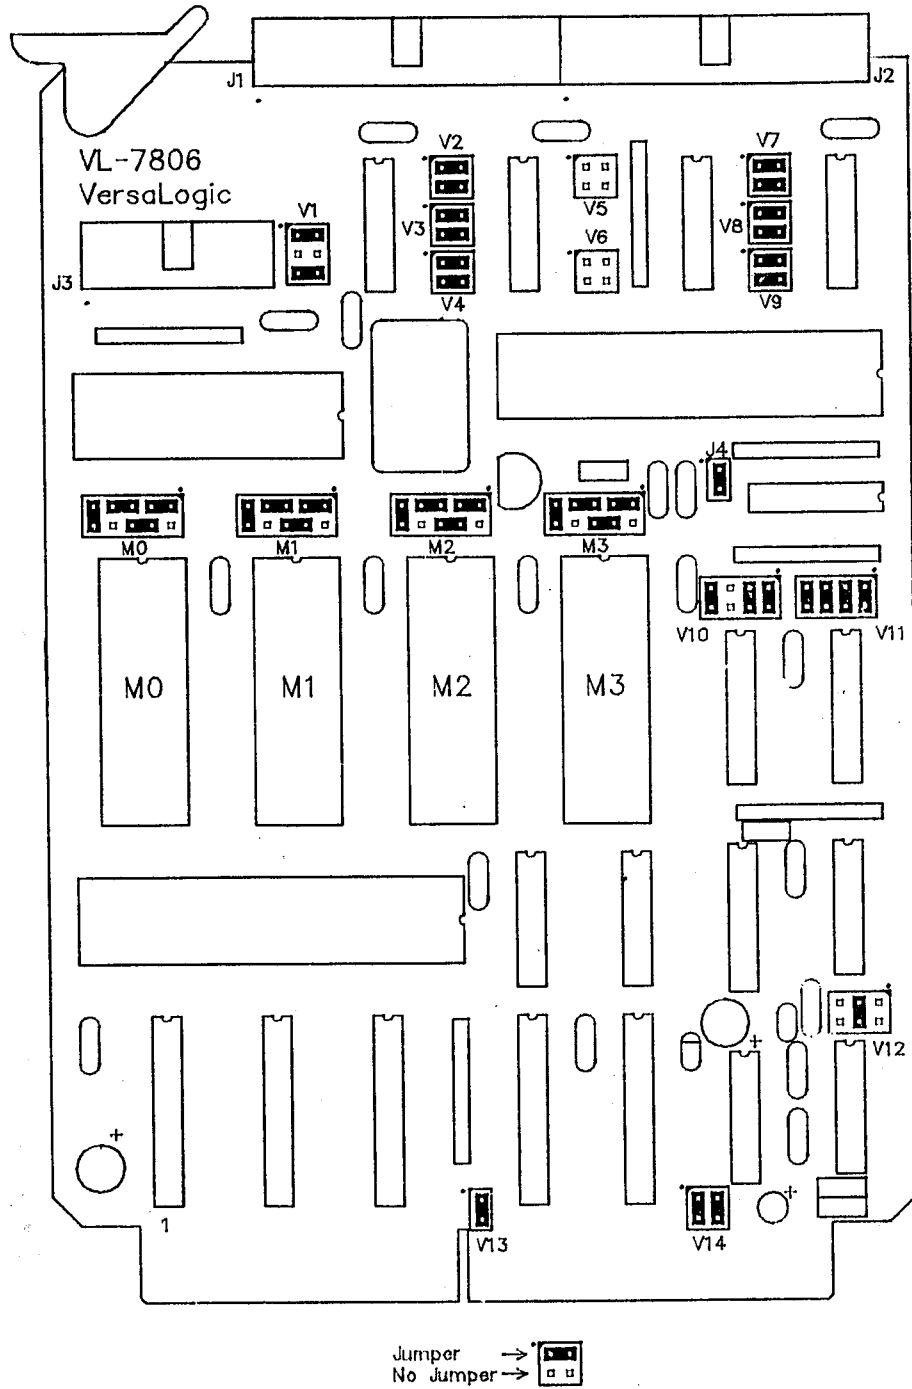 J1
J2
VL-7806
VersaLogic
V2
V7
V1
V3
V5
V8
V6
J3
V4
V9
J4
M0
M1
M2
M3
V10
V11
M0
M1
M2
M3
V12
+
+
+
1
V13
V14
Jumper →
No Jumper →